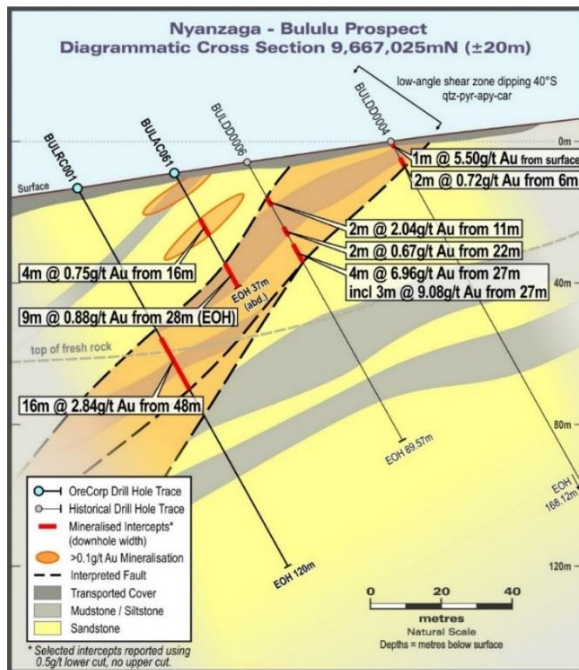 Nyanzaga - Bululu Prospect
Diagrammatic Cross Section 9,667,025mN (±20m)
low-angle shear zone dipping 40°S
qtz-pyr-apy-car
BULRC001
BULAC061
BULDD0006
BULDD0004
0m
Surface
1m @ 5.50g/t Au from surface
2m @ 0.72g/t Au from 6m
2m @ 2.04g/t Au from 11m
2m @ 0.67g/t Au from 22m
4m @ 6.96g/t Au from 27m
incl 3m @ 9.08g/t Au from 27m
4m @ 0.75g/t Au from 16m
EOH 37m
(abd.)
40m
9m @ 0.88g/t Au from 28m (EOH)
top of fresh rock
16m @ 2.84g/t Au from 48m
80m
EOH 89.57m
EOH
168.12m
EOH 120m
120m
LEGEND
OreCorp Drill Hole Trace
Historical Drill Hole Trace
Mineralised Intercepts*
(downhole width)
>0.1g/t Au Mineralisation
Interpreted Fault
Transported Cover
Mudstone / Siltstone
Sandstone
* Selected intercepts reported using
0.5g/t lower cut, no upper cut.
0 20 40
metres
Natural Scale
Depths = metres below surface